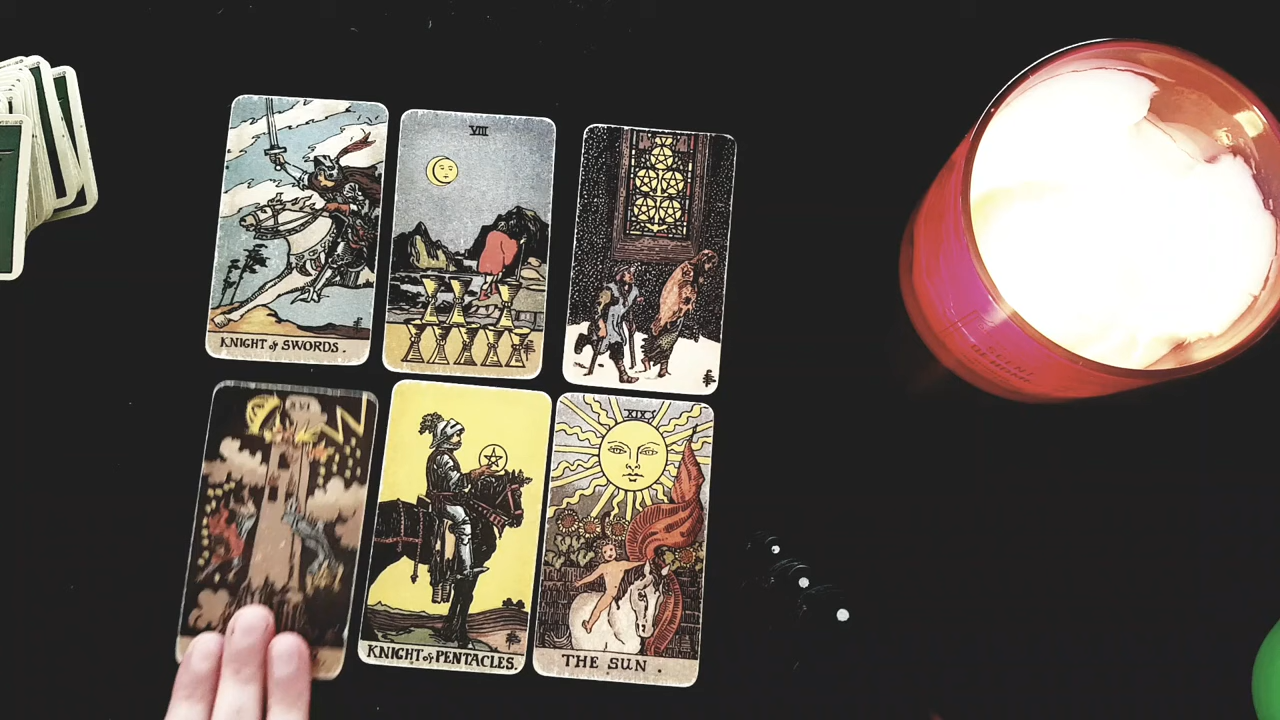 VIII
KNIGHT of SWORDS.
XIX
KNIGHT of PENTACLES.
THE SUN.